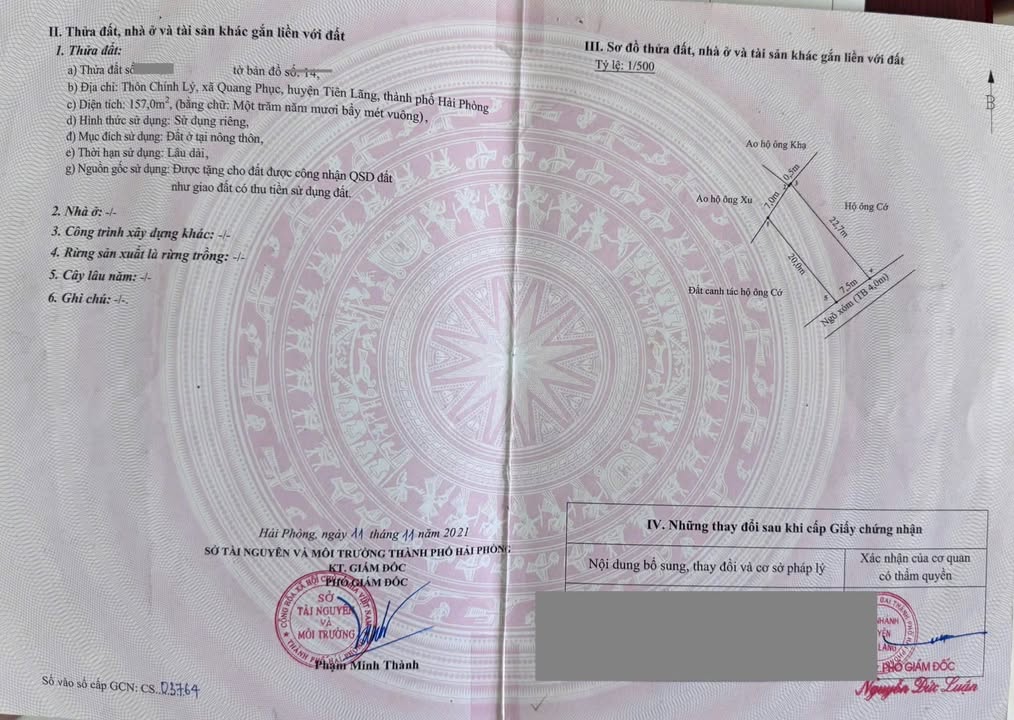 II. Thửa đất, nhà ở và tài sản khác gắn liền với đất
1. Thửa đất:
a) Thửa đất số tờ bản đồ số: 14,
b) Địa chỉ: Thôn Chính Lý, xã Quang Phục, huyện Tiên Lãng, thành phố Hải Phòng
c) Diện tích: 157,0m², (bằng chữ: Một trăm năm mươi bẩy mét vuông),
d) Hình thức sử dụng: Sử dụng riêng,
đ) Mục đích sử dụng: Đất ở tại nông thôn,
e) Thời hạn sử dụng: Lâu dài,
g) Nguồn gốc sử dụng: Được tặng cho đất được công nhận QSD đất
như giao đất có thu tiền sử dụng đất.
2. Nhà ở: -/-
3. Công trình xây dựng khác: -/-
4. Rừng sản xuất là rừng trồng: -/-
5. Cây lâu năm: -/-
6. Ghi chú: -/-.
Hải Phòng, ngày 11 tháng 11 năm 2021
SỞ TÀI NGUYÊN VÀ MÔI TRƯỜNG THÀNH PHỐ HẢI PHÒNG
KT. GIÁM ĐỐC
PHÓ GIÁM ĐỐC
SỞ
TÀI NGUYÊN
VÀ
MÔI TRƯỜNG
Phạm Minh Thành
Số vào sổ cấp GCN: CS..03764
III. Sơ đồ thửa đất, nhà ở và tài sản khác gắn liền với đất
Tỷ lệ: 1/500
B
Ao hộ ông Kha
0,5m
7,0m
Ao hộ ông Xu
Hộ ông Cớ
22,7m
20,0m
Đất canh tác hộ ông Cớ
7,5m
Ngõ xóm (TB 4,0m)
IV. Những thay đổi sau khi cấp Giấy chứng nhận
Nội dung bổ sung, thay đổi và cơ sở pháp lý
Xác nhận của cơ quan
có thẩm quyền
PHÓ GIÁM ĐỐC
Nguyễn Đức Luận